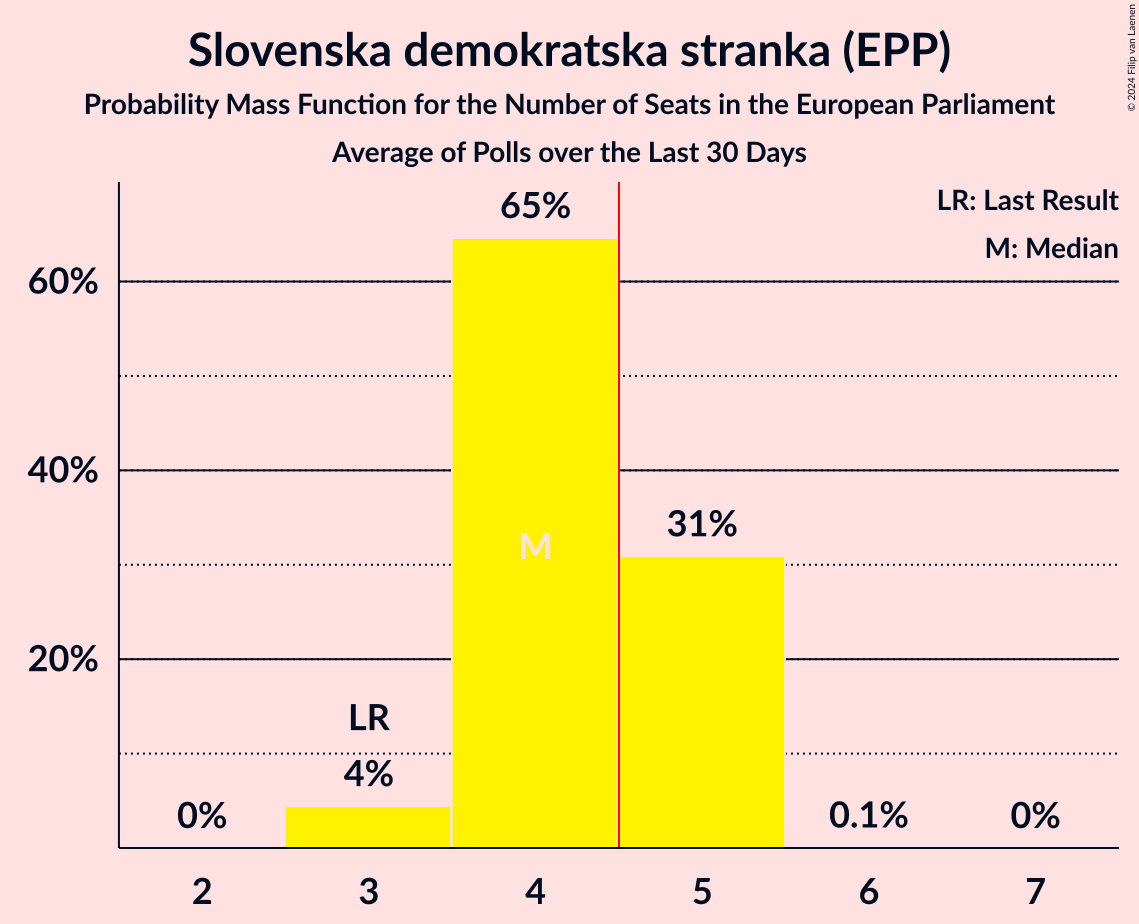 Slovenska demokratska stranka (EPP)
Probability Mass Function for the Number of Seats in the European Parliament
Average of Polls over the Last 30 Days
© 2024 Filip van Laenen
LR: Last Result
M: Median
65%
60%
40%
31%
M
20%
LR
4%
0%
0.1%
0%
2 3 4 5 6 7